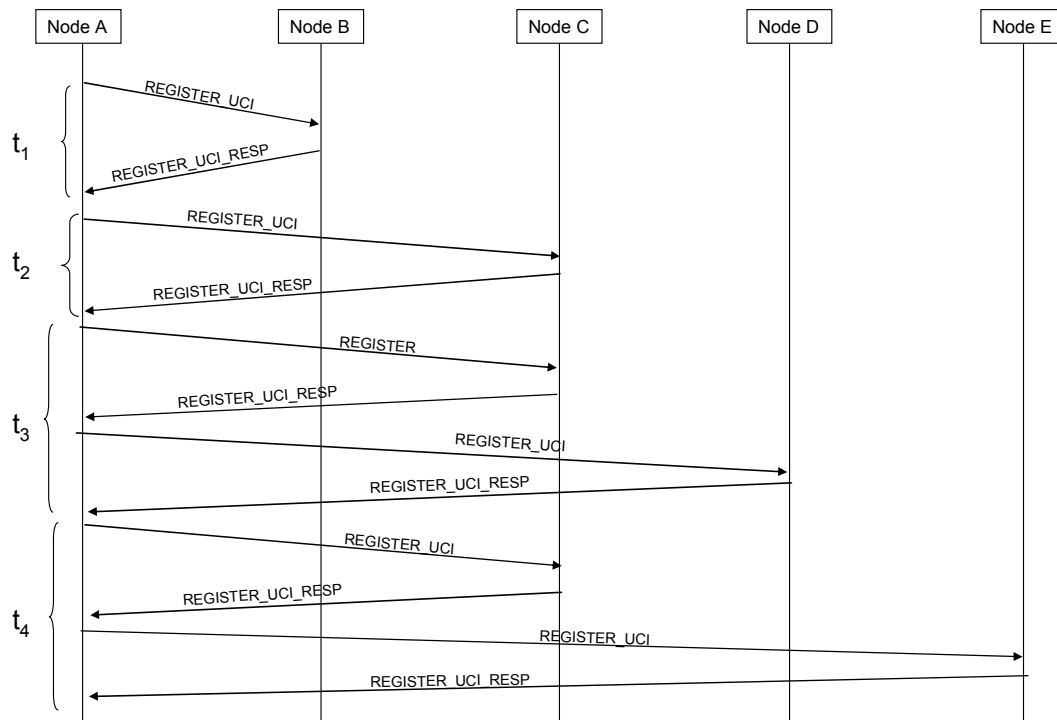 Node A
Node B
Node C
Node D
Node E
t1
REGISTER_UCI
REGISTER_UCI_RESP
t2
REGISTER_UCI
REGISTER_UCI_RESP
t3
REGISTER
REGISTER_UCI_RESP
REGISTER_UCI
REGISTER_UCI_RESP
t4
REGISTER_UCI
REGISTER_UCI_RESP
REGISTER_UCI
REGISTER_UCI_RESP